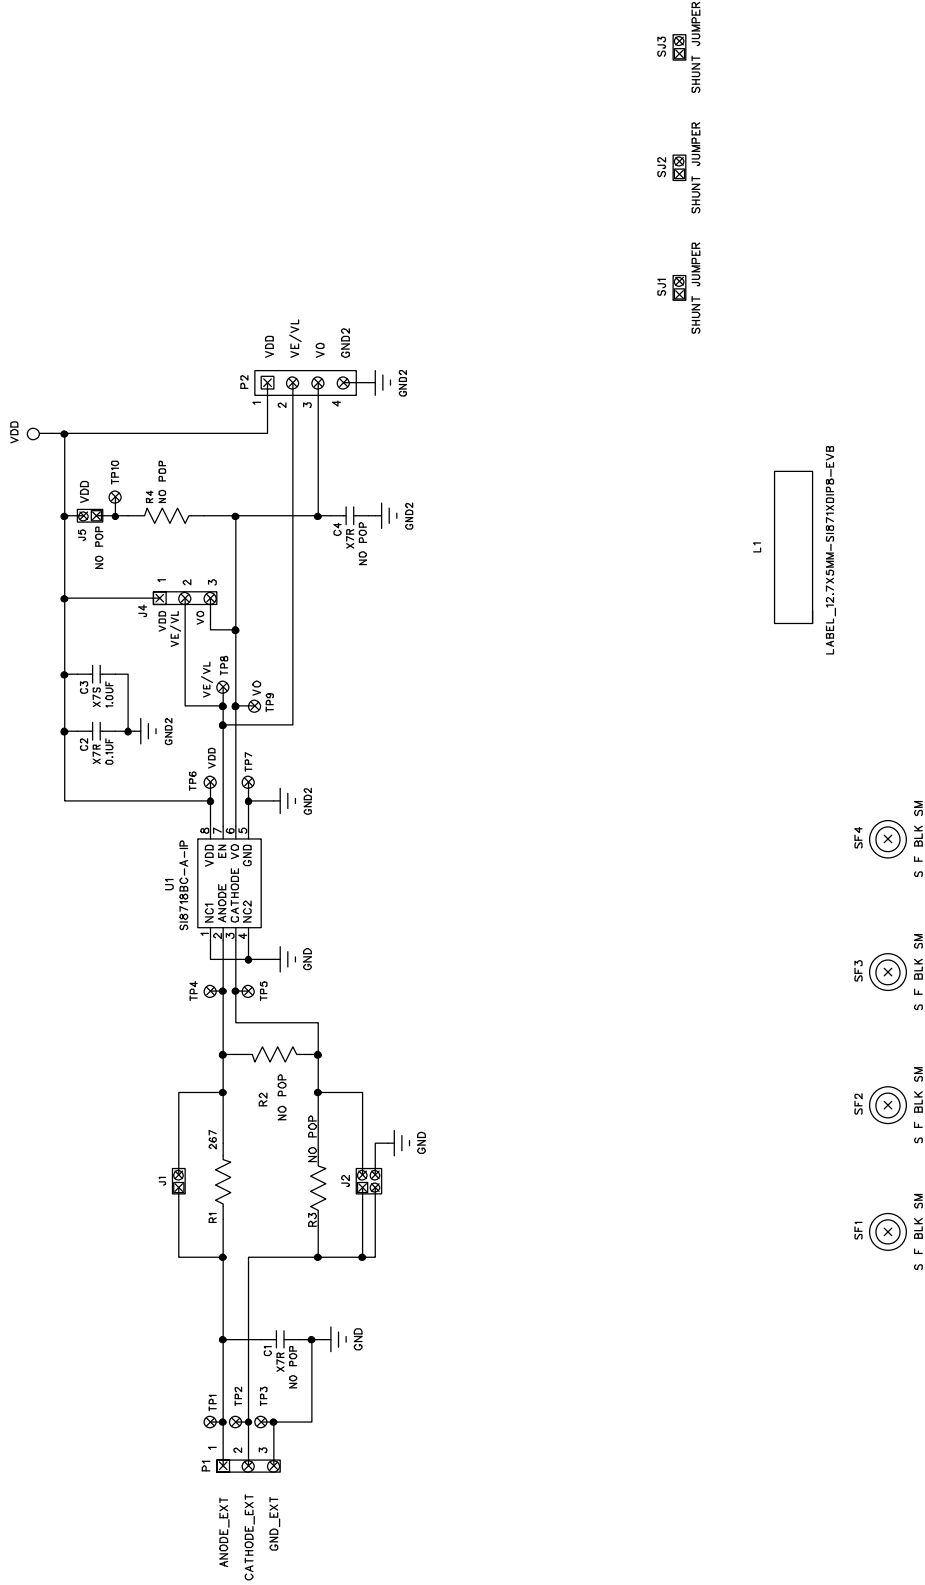 ANODE_EXT
CATHODE_EXT
GND_EXT
P1
1
2
3
TP1
TP2
TP3
C1
X7R
NO POP
GND
J1
R1
267
R3
NO POP
J2
GND
R2
NO POP
TP4
TP5
GND
U1
SI8718BC-A-IP
1
2
3
4
NC1
ANODE
CATHODE
NC2
VDD
EN
VO
GND
8
7
6
5
TP6
VDD
TP7
GND2
C2
X7R
0.1UF
C3
X7S
1.0UF
GND2
VE/VL
TP8
TP9
VO
J4
VDD
VE/VL
VO
1
2
3
J5
NO POP
VDD
TP10
R4
NO POP
C4
X7R
NO POP
GND2
VDD
P2
1
2
3
4
VDD
VE/VL
VO
GND2
GND2
SJ1
SHUNT JUMPER
SJ2
SHUNT JUMPER
SJ3
SHUNT JUMPER
L1
LABEL_12.7X5MM-SI871XDIP8-EVB
SF1
S F BLK SM
SF2
S F BLK SM
SF3
S F BLK SM
SF4
S F BLK SM